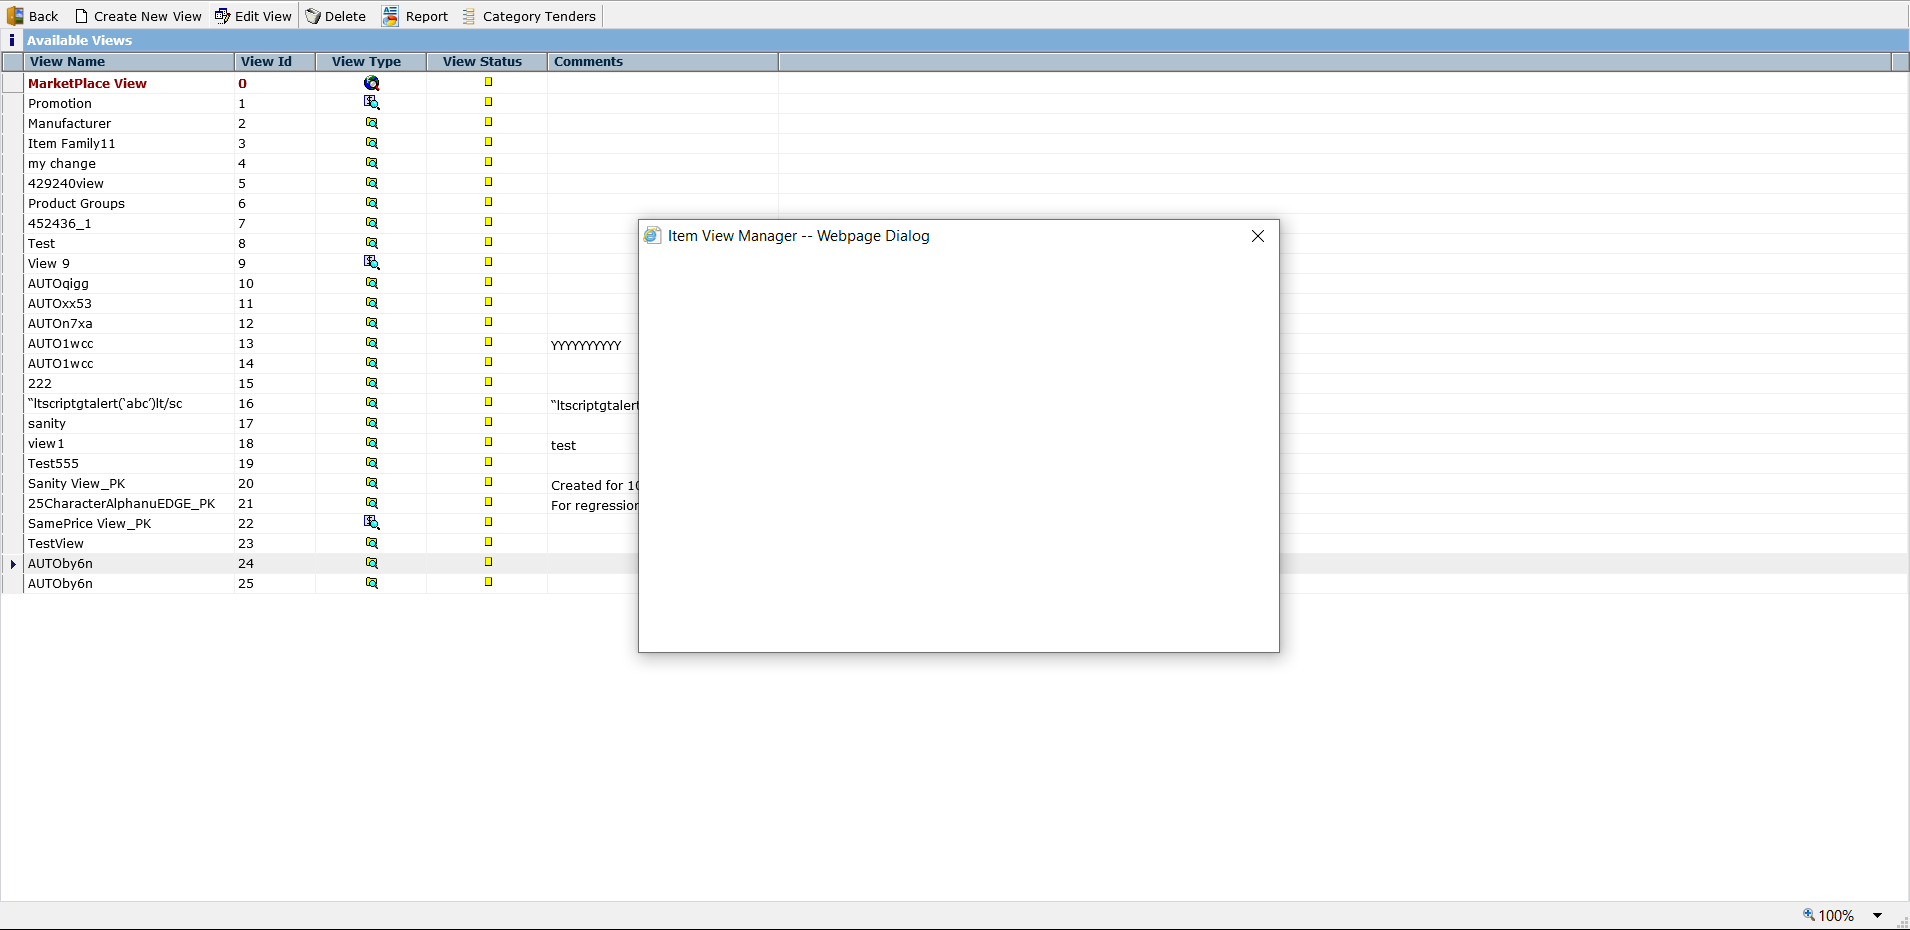 Back Create New View Edit View Delete Report Category Tenders
i Available Views
View Name View Id View Type View Status Comments
MarketPlace View 0
Promotion 1
Manufacturer 2
Item Family11 3
my change 4
429240view 5
Product Groups 6
452436_1 7
Item View Manager -- Webpage Dialog
Test 8
View 9 9
AUTOqigg 10
AUTOxx53 11
AUTOn7xa 12
AUTO1wcc 13 YYYYYYYYYY
AUTO1wcc 14
222 15
“ltscriptgtalert(‘abc’)lt/sc 16 “ltscriptgtalert
sanity 17
view1 18 test
Test555 19
Sanity View_PK 20 Created for 10
25CharacterAlphanuEDGE_PK 21 For regression
SamePrice View_PK 22
TestView 23
AUTOby6n 24
AUTOby6n 25
100%